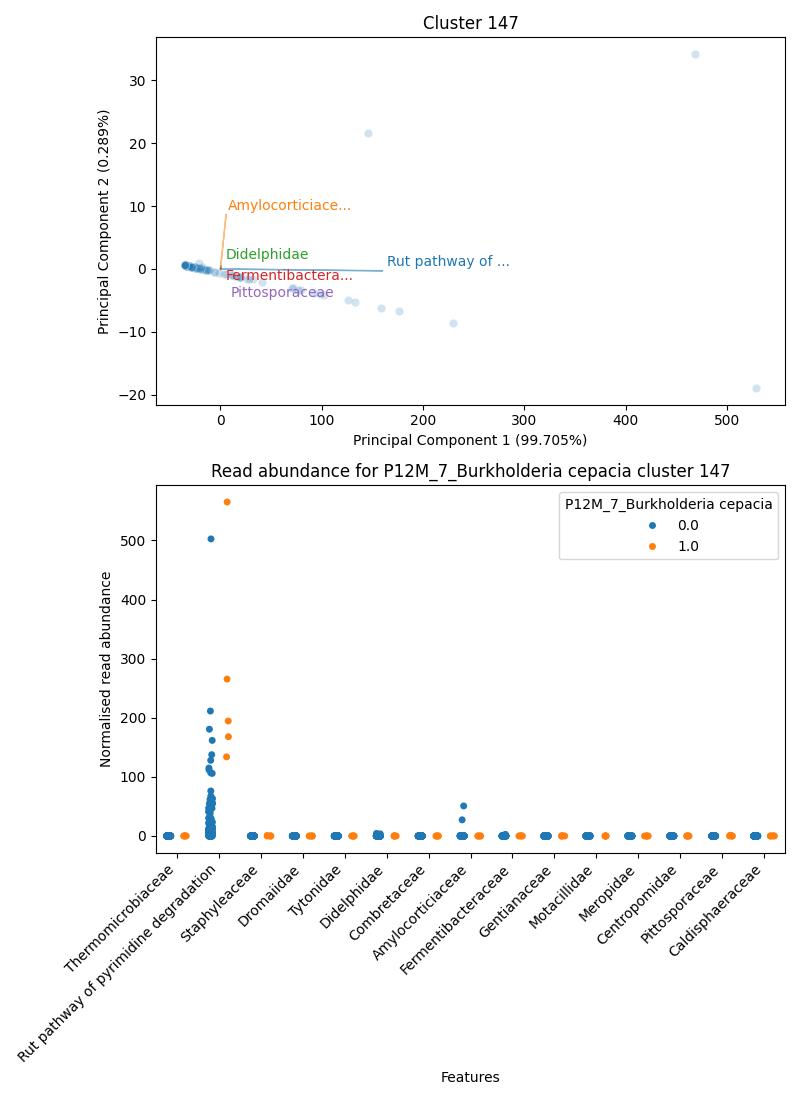 Cluster 147
30
20
10
0
−10
−20
Principal Component 2 (0.289%)
Amylocorticiace...
Didelphidae
Rut pathway of ...
Fermentibactera...
Pittosporaceae
0
100
200
300
400
500
Principal Component 1 (99.705%)
Read abundance for P12M_7_Burkholderia cepacia cluster 147
P12M_7_Burkholderia cepacia
0.0
1.0
500
400
300
200
100
0
Normalised read abundance
Thermomicrobiaceae
Rut pathway of pyrimidine degradation
Staphyleaceae
Dromaiidae
Tytonidae
Didelphidae
Combretaceae
Amylocorticiaceae
Fermentibacteraceae
Gentianaceae
Motacillidae
Meropidae
Centropomidae
Pittosporaceae
Caldisphaeraceae
Features